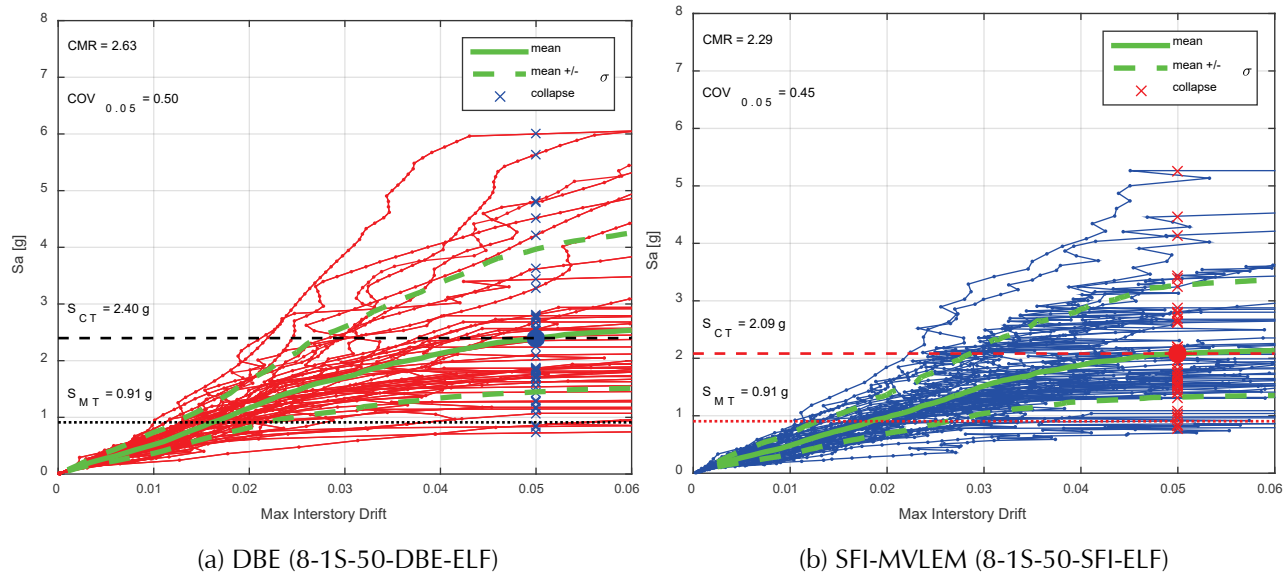 8
7
6
5
4
3
2
1
0
Sa [g]
CMR = 2.63
COV 0.05 = 0.50
mean
mean +/- σ
collapse
S CT = 2.40 g
S MT = 0.91 g
0 0.01 0.02 0.03 0.04 0.05 0.06
Max Interstory Drift
(a) DBE (8-1S-50-DBE-ELF)
8
7
6
5
4
3
2
1
0
Sa [g]
CMR = 2.29
COV 0.05 = 0.45
mean
mean +/- σ
collapse
S CT = 2.09 g
S MT = 0.91 g
0 0.01 0.02 0.03 0.04 0.05 0.06
Max Interstory Drift
(b) SFI-MVLEM (8-1S-50-SFI-ELF)